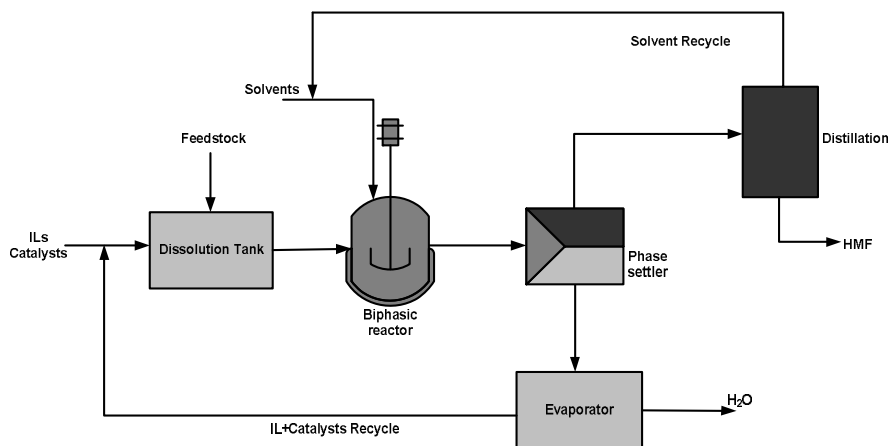 Solvent Recycle
Solvents
Feedstock
Distillation
ILs
Catalysts
Dissolution Tank
HMF
Phase
settler
Biphasic
reactor
Evaporator
H2O
IL+Catalysts Recycle